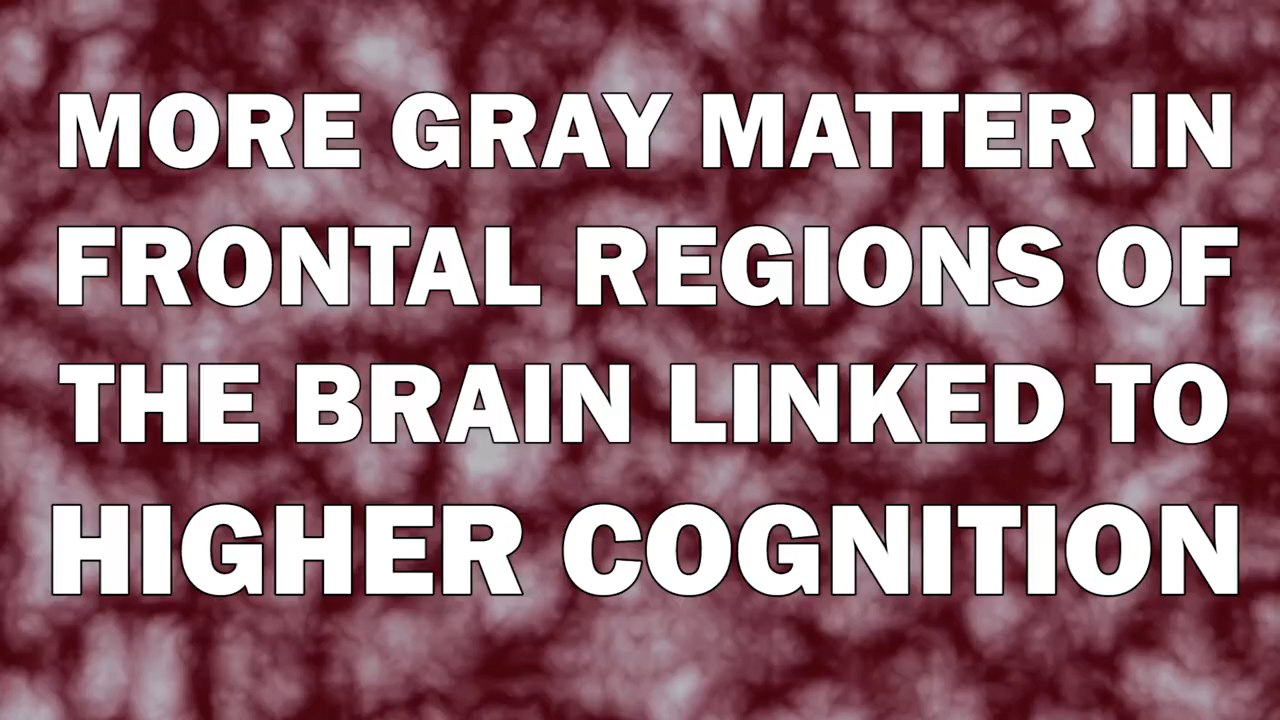 MORE GRAY MATTER IN
FRONTAL REGIONS OF
THE BRAIN LINKED TO
HIGHER COGNITION